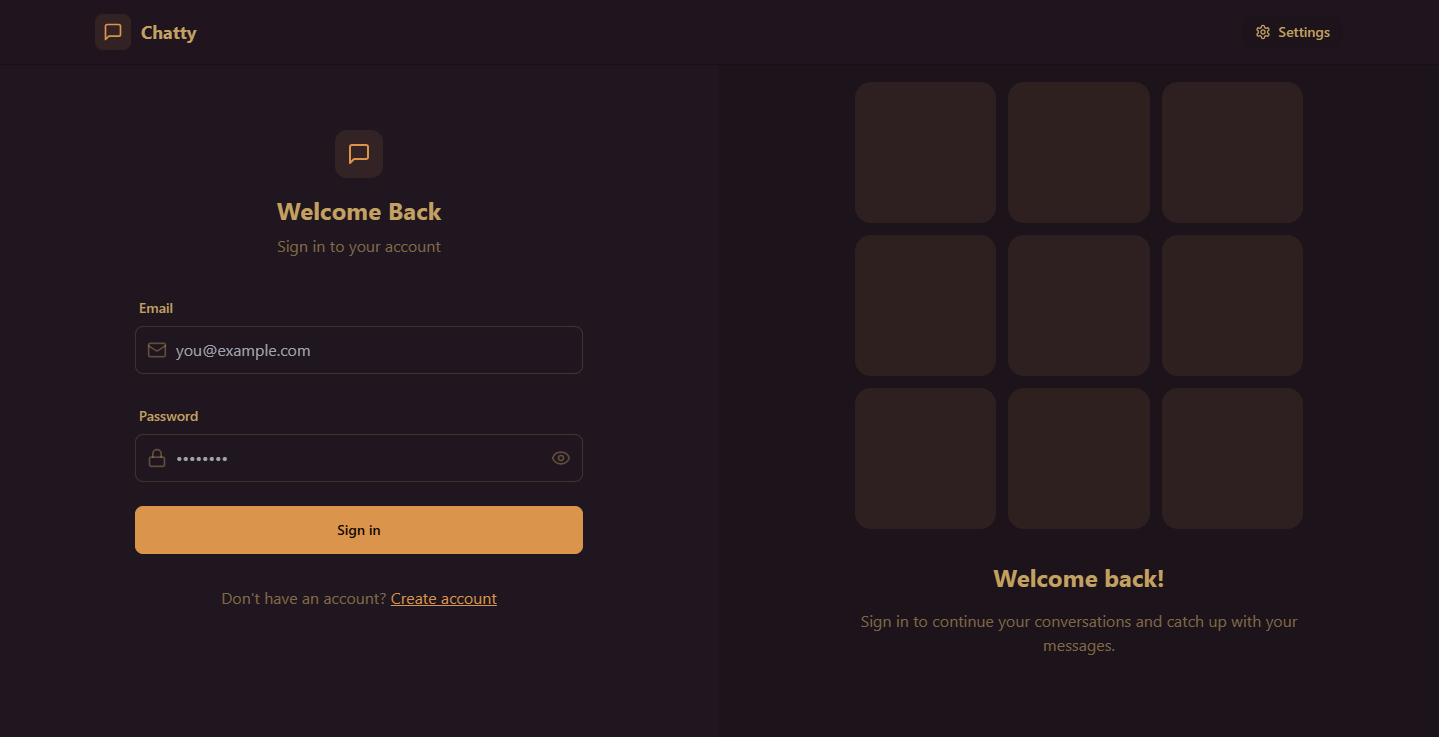 Chatty
Settings
Welcome Back
Sign in to your account
Email
you@example.com
Password
••••••••
Sign in
Don't have an account? Create account
Welcome back!
Sign in to continue your conversations and catch up with your
messages.